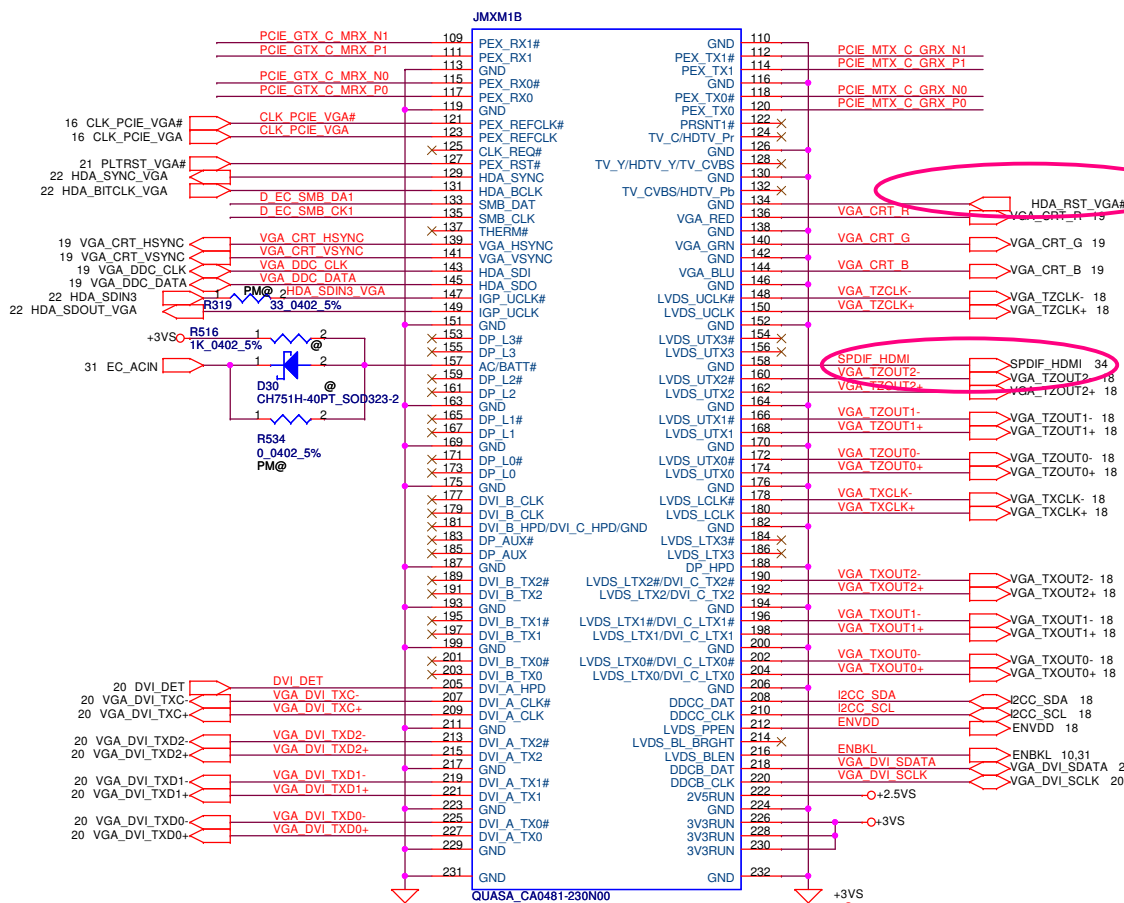 JMXM1B
PCIE_GTX_C_MRX_N1 109 PEX_RX1# GND 110
PCIE_GTX_C_MRX_P1 111 PEX_RX1 PEX_TX1# 112 PCIE_MTX_C_GRX_N1
113 GND PEX_TX1 114 PCIE_MTX_C_GRX_P1
PCIE_GTX_C_MRX_N0 115 PEX_RX0# GND 116
PCIE_GTX_C_MRX_P0 117 PEX_RX0 PEX_TX0# 118 PCIE_MTX_C_GRX_N0
119 GND PEX_TX0 120 PCIE_MTX_C_GRX_P0
16 CLK_PCIE_VGA# CLK_PCIE_VGA# 121 PEX_REFCLK# PRSNT1# 122
16 CLK_PCIE_VGA CLK_PCIE_VGA 123 PEX_REFCLK TV_C/HDTV_Pr 124
125 CLK_REQ# GND 126
21 PLTRST_VGA# 127 PEX_RST# TV_Y/HDTV_Y/TV_CVBS 128
22 HDA_SYNC_VGA 129 HDA_SYNC GND 130
22 HDA_BITCLK_VGA 131 HDA_BCLK TV_CVBS/HDTV_Pb 132
D_EC_SMB_DA1 133 SMB_DAT GND 134 HDA_RST_VGA#
D_EC_SMB_CK1 135 SMB_CLK VGA_RED 136 VGA_CRT_R VGA_CRT_R 19
137 THERM# GND 138
19 VGA_CRT_HSYNC VGA_CRT_HSYNC 139 VGA_HSYNC VGA_GRN 140 VGA_CRT_G VGA_CRT_G 19
19 VGA_CRT_VSYNC VGA_CRT_VSYNC 141 VGA_VSYNC GND 142
19 VGA_DDC_CLK VGA_DDC_CLK 143 HDA_SDI VGA_BLU 144 VGA_CRT_B VGA_CRT_B 19
19 VGA_DDC_DATA VGA_DDC_DATA 145 HDA_SDO GND 146
22 HDA_SDIN3 1 PM@ 2 HDA_SDIN3_VGA 147 IGP_UCLK# LVDS_UCLK# 148 VGA_TZCLK- VGA_TZCLK- 18
R319 33_0402_5%
22 HDA_SDOUT_VGA 149 IGP_UCLK LVDS_UCLK 150 VGA_TZCLK+ VGA_TZCLK+ 18
151 GND GND 152
+3VS R516 1 2 153 DP_L3# LVDS_UTX3# 154
1K_0402_5% @ 155 DP_L3 LVDS_UTX3 156
31 EC_ACIN 1 2 157 AC/BATT# GND 158 SPDIF_HDMI SPDIF_HDMI 34
159 DP_L2# LVDS_UTX2# 160 VGA_TZOUT2- VGA_TZOUT2- 18
D30 @ 161 DP_L2 LVDS_UTX2 162 VGA_TZOUT2+ VGA_TZOUT2+ 18
CH751H-40PT_SOD323-2
163 GND GND 164
1 2 165 DP_L1# LVDS_UTX1# 166 VGA_TZOUT1- VGA_TZOUT1- 18
167 DP_L1 LVDS_UTX1 168 VGA_TZOUT1+ VGA_TZOUT1+ 18
R534 169 GND GND 170
0_0402_5% 171 DP_L0# LVDS_UTX0# 172 VGA_TZOUT0- VGA_TZOUT0- 18
PM@ 173 DP_L0 LVDS_UTX0 174 VGA_TZOUT0+ VGA_TZOUT0+ 18
175 GND GND 176
177 DVI_B_CLK LVDS_LCLK# 178 VGA_TXCLK- VGA_TXCLK- 18
179 DVI_B_CLK LVDS_LCLK 180 VGA_TXCLK+ VGA_TXCLK+ 18
181 DVI_B_HPD/DVI_C_HPD/GND GND 182
183 DP_AUX# LVDS_LTX3# 184
185 DP_AUX LVDS_LTX3 186
187 GND DP_HPD 188
189 DVI_B_TX2# LVDS_LTX2#/DVI_C_TX2# 190 VGA_TXOUT2- VGA_TXOUT2- 18
191 DVI_B_TX2 LVDS_LTX2/DVI_C_TX2 192 VGA_TXOUT2+ VGA_TXOUT2+ 18
193 GND GND 194
195 DVI_B_TX1# LVDS_LTX1#/DVI_C_LTX1# 196 VGA_TXOUT1- VGA_TXOUT1- 18
197 DVI_B_TX1 LVDS_LTX1/DVI_C_LTX1 198 VGA_TXOUT1+ VGA_TXOUT1+ 18
199 GND GND 200
201 DVI_B_TX0# LVDS_LTX0#/DVI_C_LTX0# 202 VGA_TXOUT0- VGA_TXOUT0- 18
203 DVI_B_TX0 LVDS_LTX0/DVI_C_LTX0 204 VGA_TXOUT0+ VGA_TXOUT0+ 18
20 DVI_DET DVI_DET 205 DVI_A_HPD GND 206
20 VGA_DVI_TXC- VGA_DVI_TXC- 207 DVI_A_CLK# DDCC_DAT 208 I2CC_SDA I2CC_SDA 18
20 VGA_DVI_TXC+ VGA_DVI_TXC+ 209 DVI_A_CLK DDCC_CLK 210 I2CC_SCL I2CC_SCL 18
211 GND LVDS_PPEN 212 ENVDD ENVDD 18
20 VGA_DVI_TXD2- VGA_DVI_TXD2- 213 DVI_A_TX2# LVDS_BL_BRGHT 214
20 VGA_DVI_TXD2+ VGA_DVI_TXD2+ 215 DVI_A_TX2 LVDS_BLEN 216 ENBKL ENBKL 10,31
217 GND DDCB_DAT 218 VGA_DVI_SDATA VGA_DVI_SDATA 2
20 VGA_DVI_TXD1- VGA_DVI_TXD1- 219 DVI_A_TX1# DDCB_CLK 220 VGA_DVI_SCLK VGA_DVI_SCLK 20
20 VGA_DVI_TXD1+ VGA_DVI_TXD1+ 221 DVI_A_TX1 2V5RUN 222 +2.5VS
223 GND GND 224
20 VGA_DVI_TXD0- VGA_DVI_TXD0- 225 DVI_A_TX0# 3V3RUN 226 +3VS
20 VGA_DVI_TXD0+ VGA_DVI_TXD0+ 227 DVI_A_TX0 3V3RUN 228
229 GND 3V3RUN 230
231 GND GND 232
QUASA_CA0481-230N00 +3VS